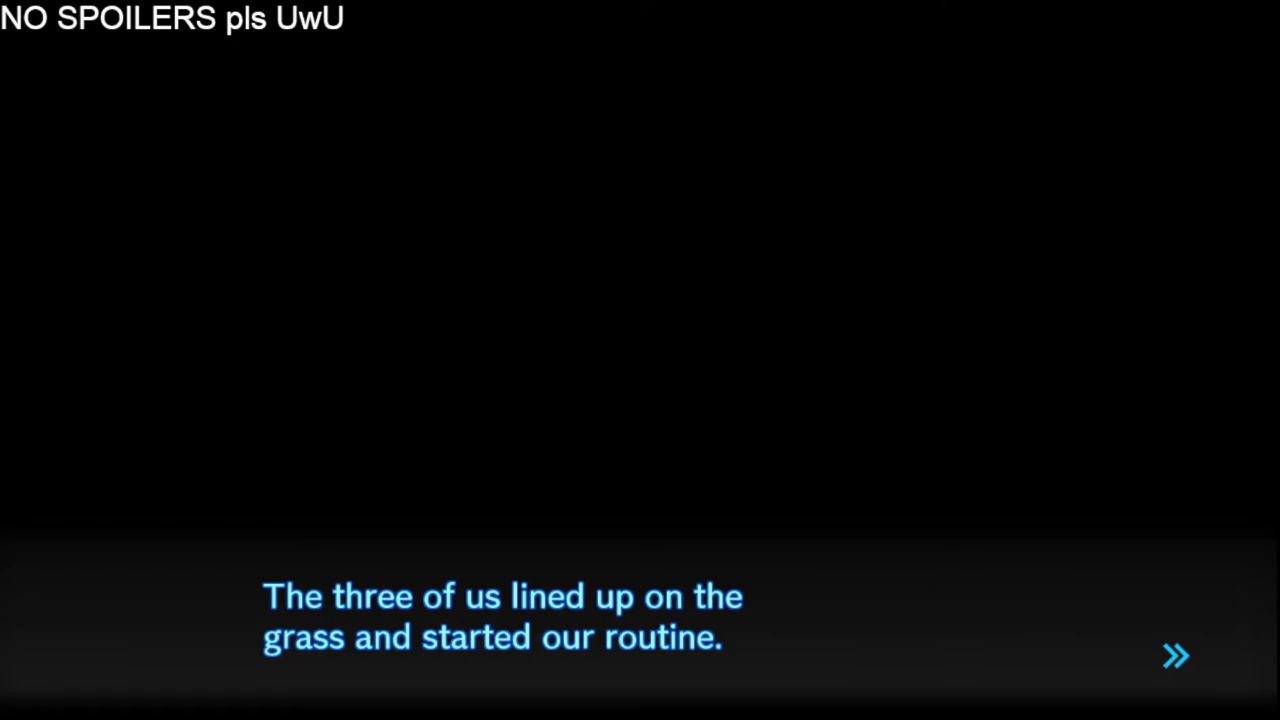 NO SPOILERS pls UwU
The three of us lined up on the
grass and started our routine.